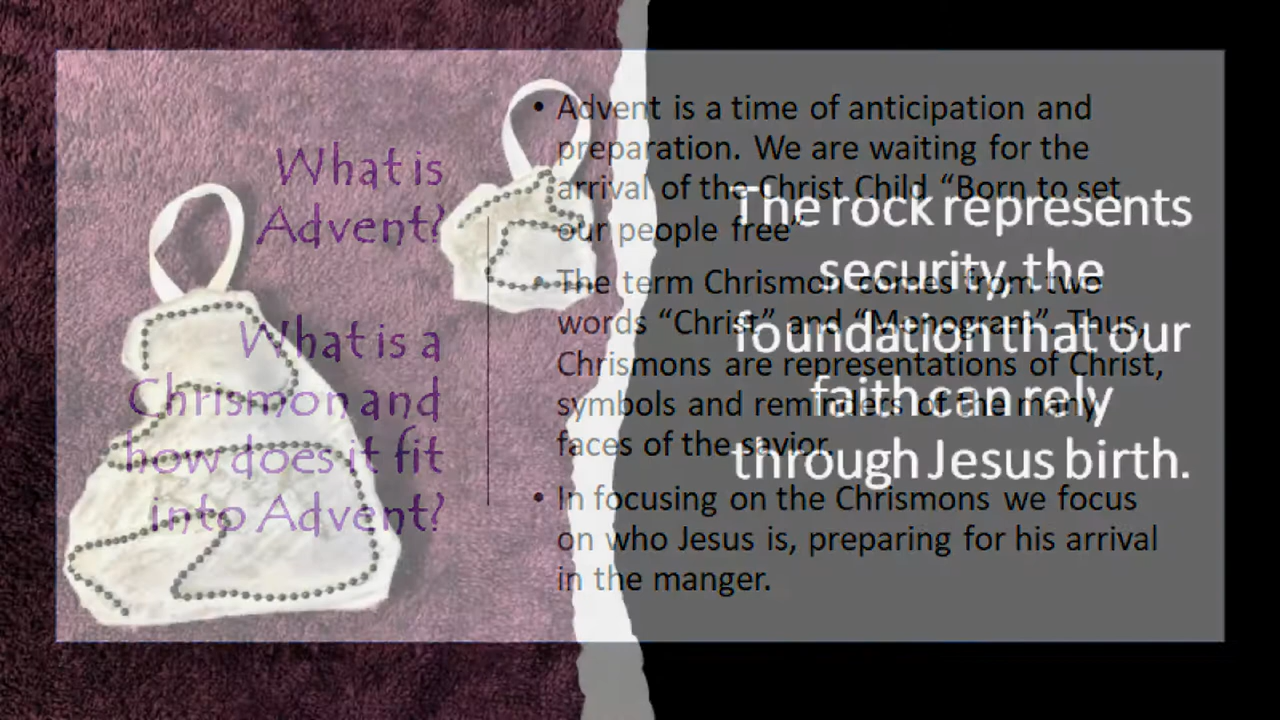 What is
Advent?
What is a
Chrismon and
how does it fit
into Advent?
• Advent is a time of anticipation and
preparation. We are waiting for the
arrival of the Christ Child “Born to set
our people free”
• The term Chrismon comes from two
words “Christ” and “Monogram”. Thus,
Chrismons are representations of Christ,
symbols and reminders of the many
faces of the savior.
• In focusing on the Chrismons we focus
on who Jesus is, preparing for his arrival
in the manger.
The rock represents
security, the
foundation that our
faith can rely
through Jesus birth.